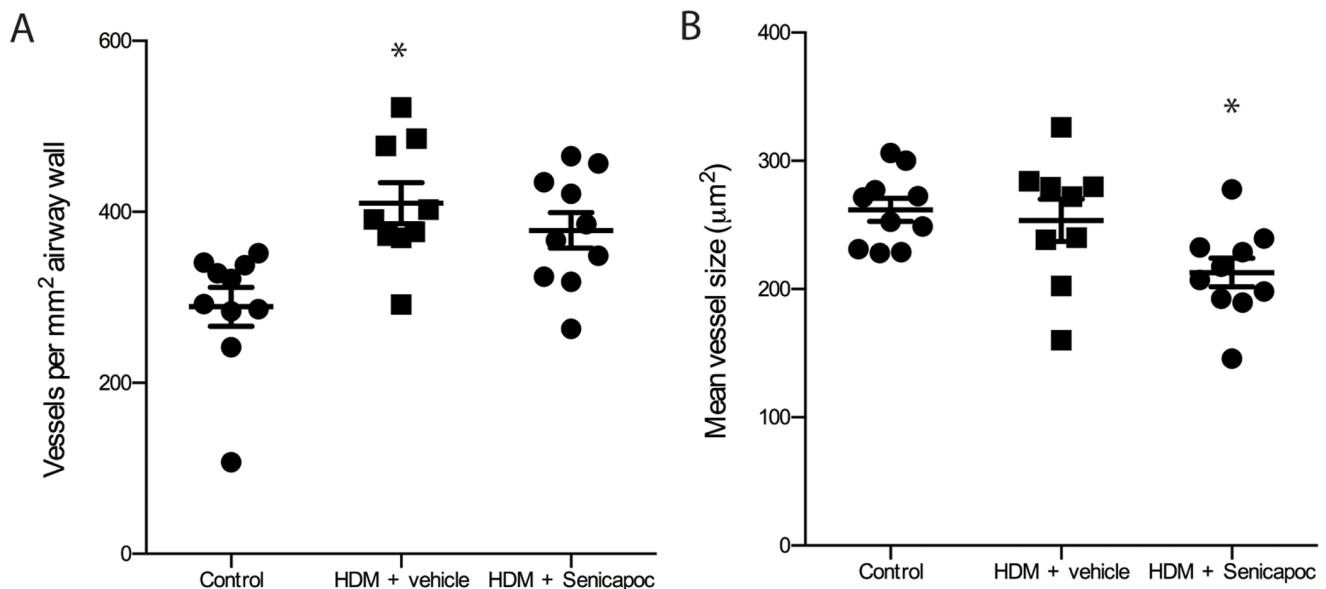 A
Vessels per mm² airway wall
600
400
200
0
*
Control
HDM + vehicle
HDM + Senicapoc
B
Mean vessel size (μm²)
400
300
200
100
0
*
Control
HDM + vehicle
HDM + Senicapoc